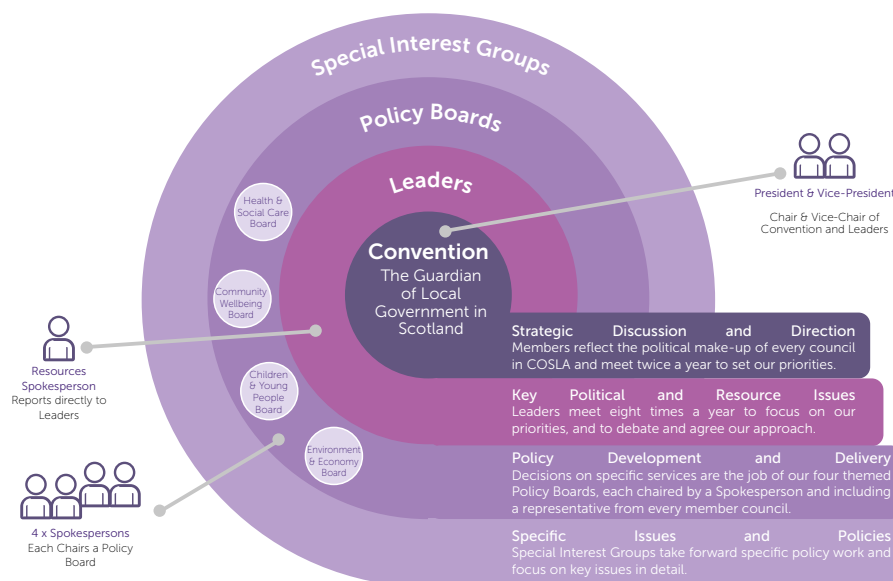 Special Interest Groups
Policy Boards
Leaders
Convention
The Guardian
of Local
Government in
Scotland
Health &
Social Care
Board
Community
Wellbeing
Board
Children
& Young
People
Board
Environment
& Economy
Board
President & Vice-President
Chair & Vice-Chair of
Convention and Leaders
Resources
Spokesperson
Reports directly to
Leaders
4 x Spokespersons
Each Chairs a Policy
Board
Strategic Discussion and Direction
Members reflect the political make-up of every council
in COSLA and meet twice a year to set our priorities.
Key Political and Resource Issues
Leaders meet eight times a year to focus on our
priorities, and to debate and agree our approach.
Policy Development and Delivery
Decisions on specific services are the job of our four themed
Policy Boards, each chaired by a Spokesperson and including
a representative from every member council.
Specific Issues and Policies
Special Interest Groups take forward specific policy work and
focus on key issues in detail.